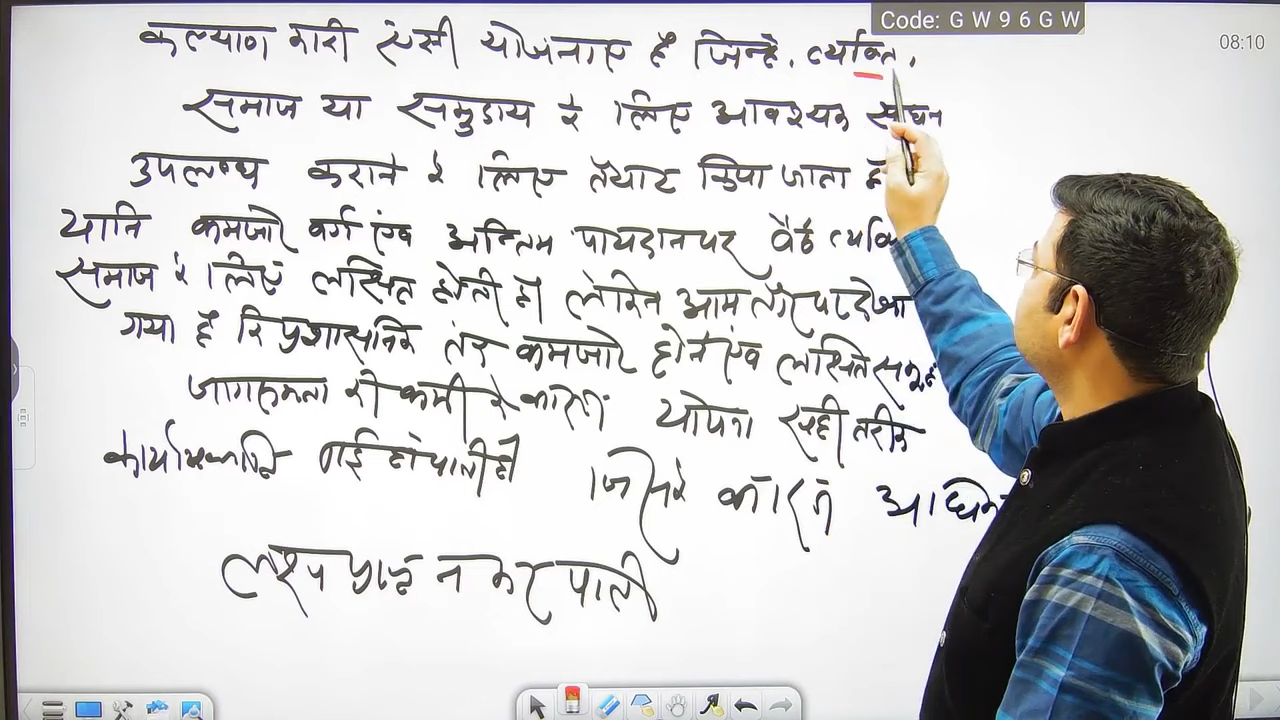 Code: G W 9 6 G W
08:10
कल्याण कारी ऐसी योजनाए है जिन्हे, व्यक्ति,
समाज या समुदाय के लिए आवश्यक साधन
उपलब्ध कराने के लिए तैयार किया जाता है
यानि कमजोर वर्ग एंव अन्तिम पायदान पर बैठे व्यक्ति
समाज के लिए लक्षित होती है। लेकिन आम तौर पर देखा
गया है कि प्रशासनिक तंत्र कमजोर होने एंव लक्षित समूह
जागरुकता की कमी के कारण योजना सही तरीके
कार्यान्वित नही हो पाती है जिसके कारण
लक्ष्य प्राप्त न कर पाती